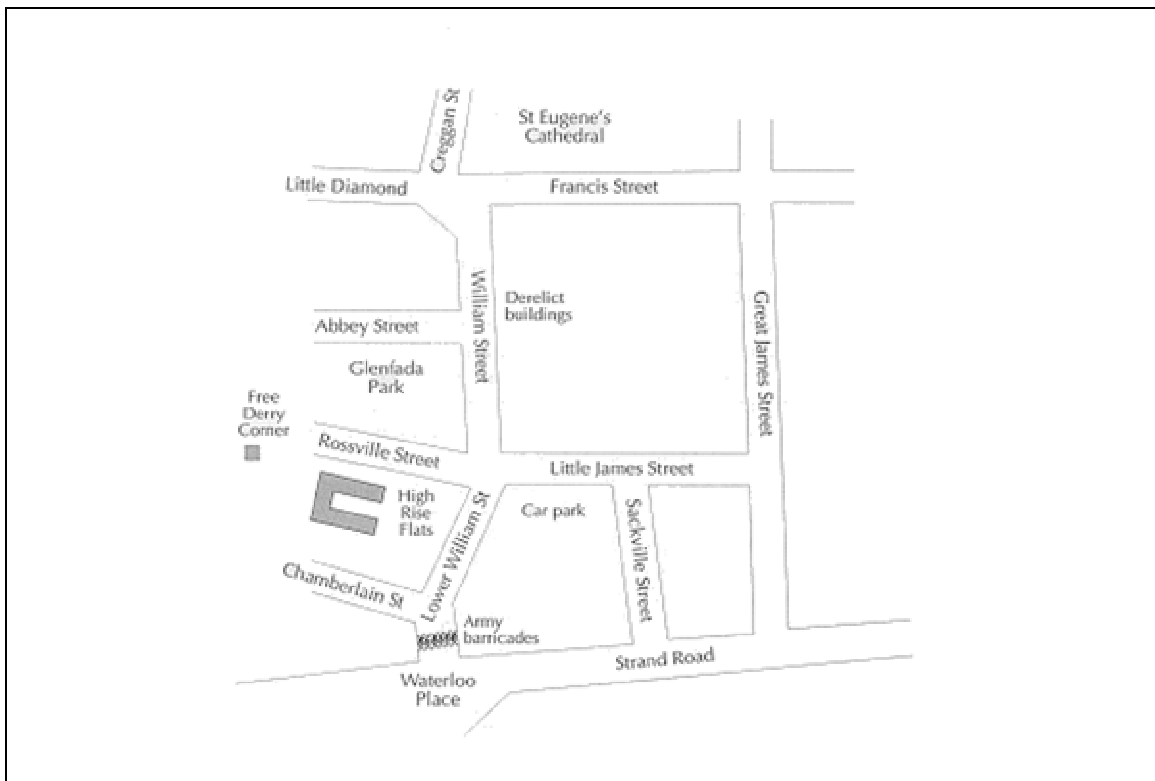 Creggan St
St Eugene's
Cathedral
Little Diamond
Francis Street
William Street
Derelict
buildings
Great James Street
Abbey Street
Glenfada
Park
Free
Derry
Corner
Rossville Street
Little James Street
High
Rise
Flats
Lower William St
Car park
Sackville Street
Chamberlain St
Army
barricades
Strand Road
Waterloo
Place